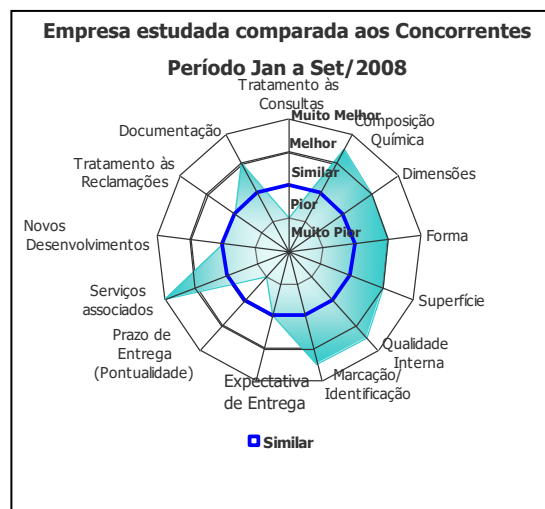 Empresa estudada comparada aos Concorrentes
Período Jan a Set/2008
Tratamento às
Consultas
Muito Melhor
Melhor
Similar
Pior
Muito Pior
Composição
Química
Dimensões
Forma
Superfície
Qualidade
Interna
Marcação/
Identificação
Expectativa
de Entrega
Prazo de
Entrega
(Pontualidade)
Serviços
associados
Novos
Desenvolvimentos
Tratamento às
Reclamações
Documentação
Similar